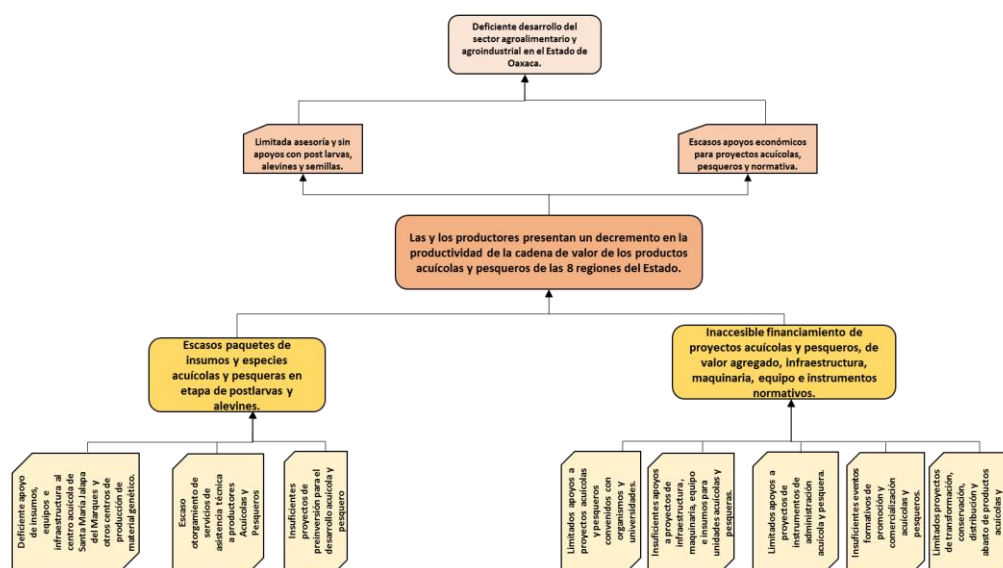 Deficiente desarrollo del
sector agroalimentario y
agroindustrial en el Estado de
Oaxaca.
Limitada asesoría y sin
apoyos con post larvas,
alevines y semillas.
Escasos apoyos económicos
para proyectos acuícolas,
pesqueros y normativa.
Las y los productores presentan un decremento en la
productividad de la cadena de valor de los productos
acuícolas y pesqueros de las 8 regiones del Estado.
Escasos paquetes de
insumos y especies
acuícolas y pesqueras en
etapa de postlarvas y
alevines.
Inaccesible financiamiento de
proyectos acuícolas y pesqueros, de
valor agregado, infraestructura,
maquinaria, equipo e instrumentos
normativos.
Deficiente apoyo
de insumos,
equipos e
infraestructura al
centro acuícola de
Santa María Jalapa
del Marques y
otros centros de
producción de
material genético.
Escaso
otorgamiento de
servicios de
asistencia técnica
a productores
Acuícolas y
Pesqueros
Insuficientes
proyectos de
preinversión para el
desarrollo acuícola y
pesquero
Limitados apoyos a
proyectos acuícolas
y pesqueros
convenidos con
organismos y
universidades.
Insuficientes apoyos
a proyectos de
infraestructura,
maquinaria, equipo
e insumos para
unidades acuícolas y
pesqueras.
Limitados apoyos a
proyectos de
instrumentos de
administración
acuícola y pesquera.
Insuficientes eventos
formativos de
promoción y
comercialización
acuícolas y
pesqueros.
Limitados proyectos
de transformación,
conservación,
distribución y
abasto de productos
acuícolas y